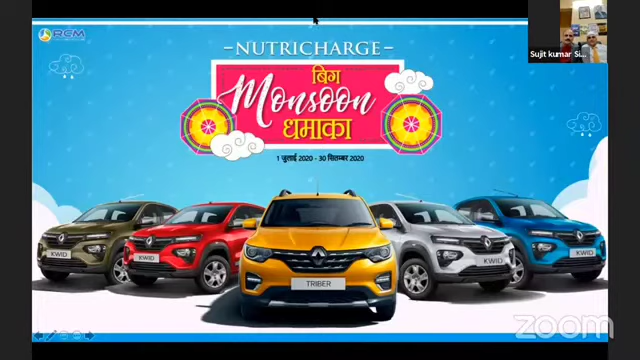 RCM
Sujit kumar Si...
–NUTRICHARGE–
बिग
Monsoon
धमाका
1 जुलाई 2020 - 30 सितम्बर 2020
KWID
KWID
TRIBER
KWID
KWID
zoom